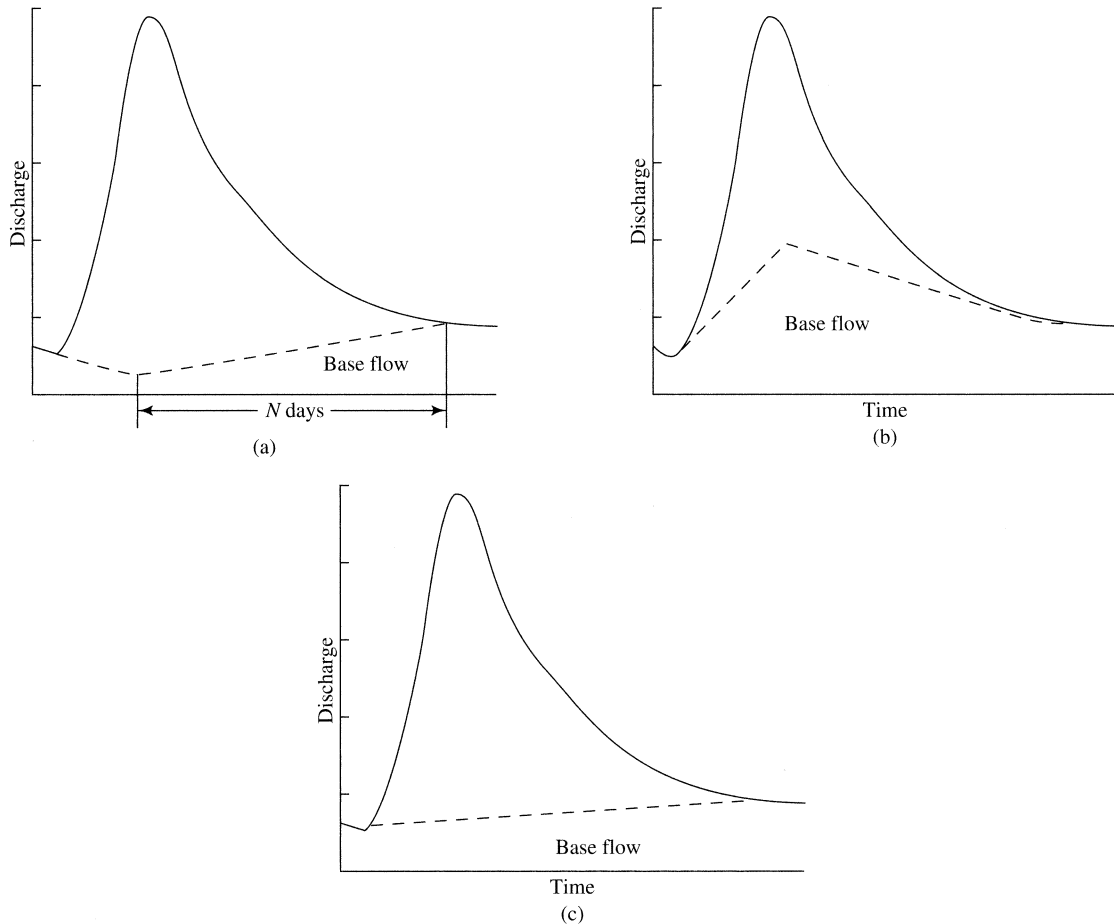 Discharge
Base flow
N days
(a)
Discharge
Base flow
Time
(b)
Discharge
Base flow
Time
(c)